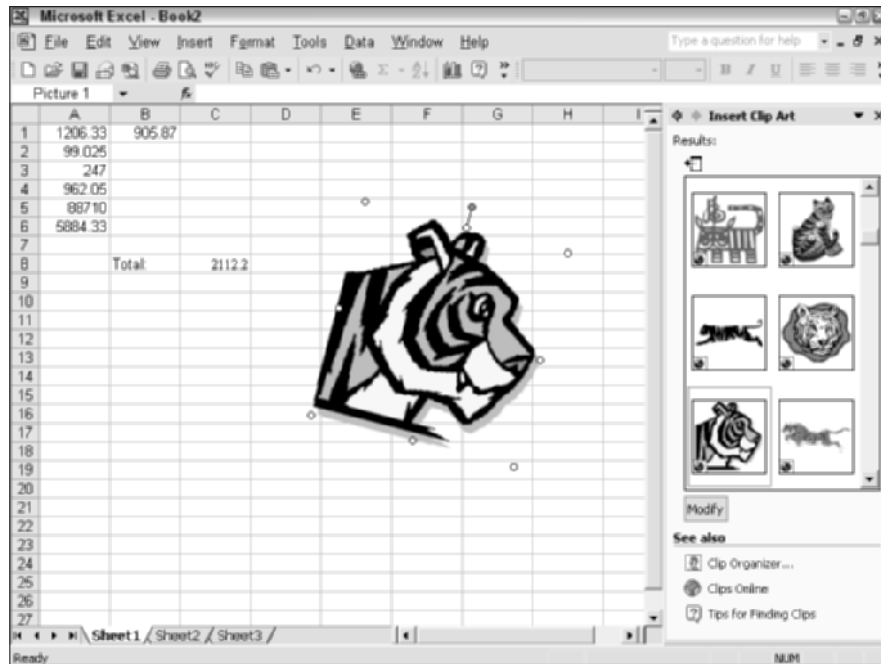 Microsoft Excel - Book2
File Edit View Insert Format Tools Data Window Help
Type a question for help
B I U
Picture 1 fx
A B C D E F G H I
Insert Clip Art
Results:
1 1206.33 905.87
2 99.025
3 247
4 962.05
5 88710
6 5884.33
7
8 Total: 2112.2
9
10
11
12
13
14
15
16
17
18
19
20
21
22
23
24
25
26
27
Modify
See also
Clip Organizer...
Clips Online
Tips for Finding Clips
Sheet1 Sheet2 Sheet3
Ready NUM